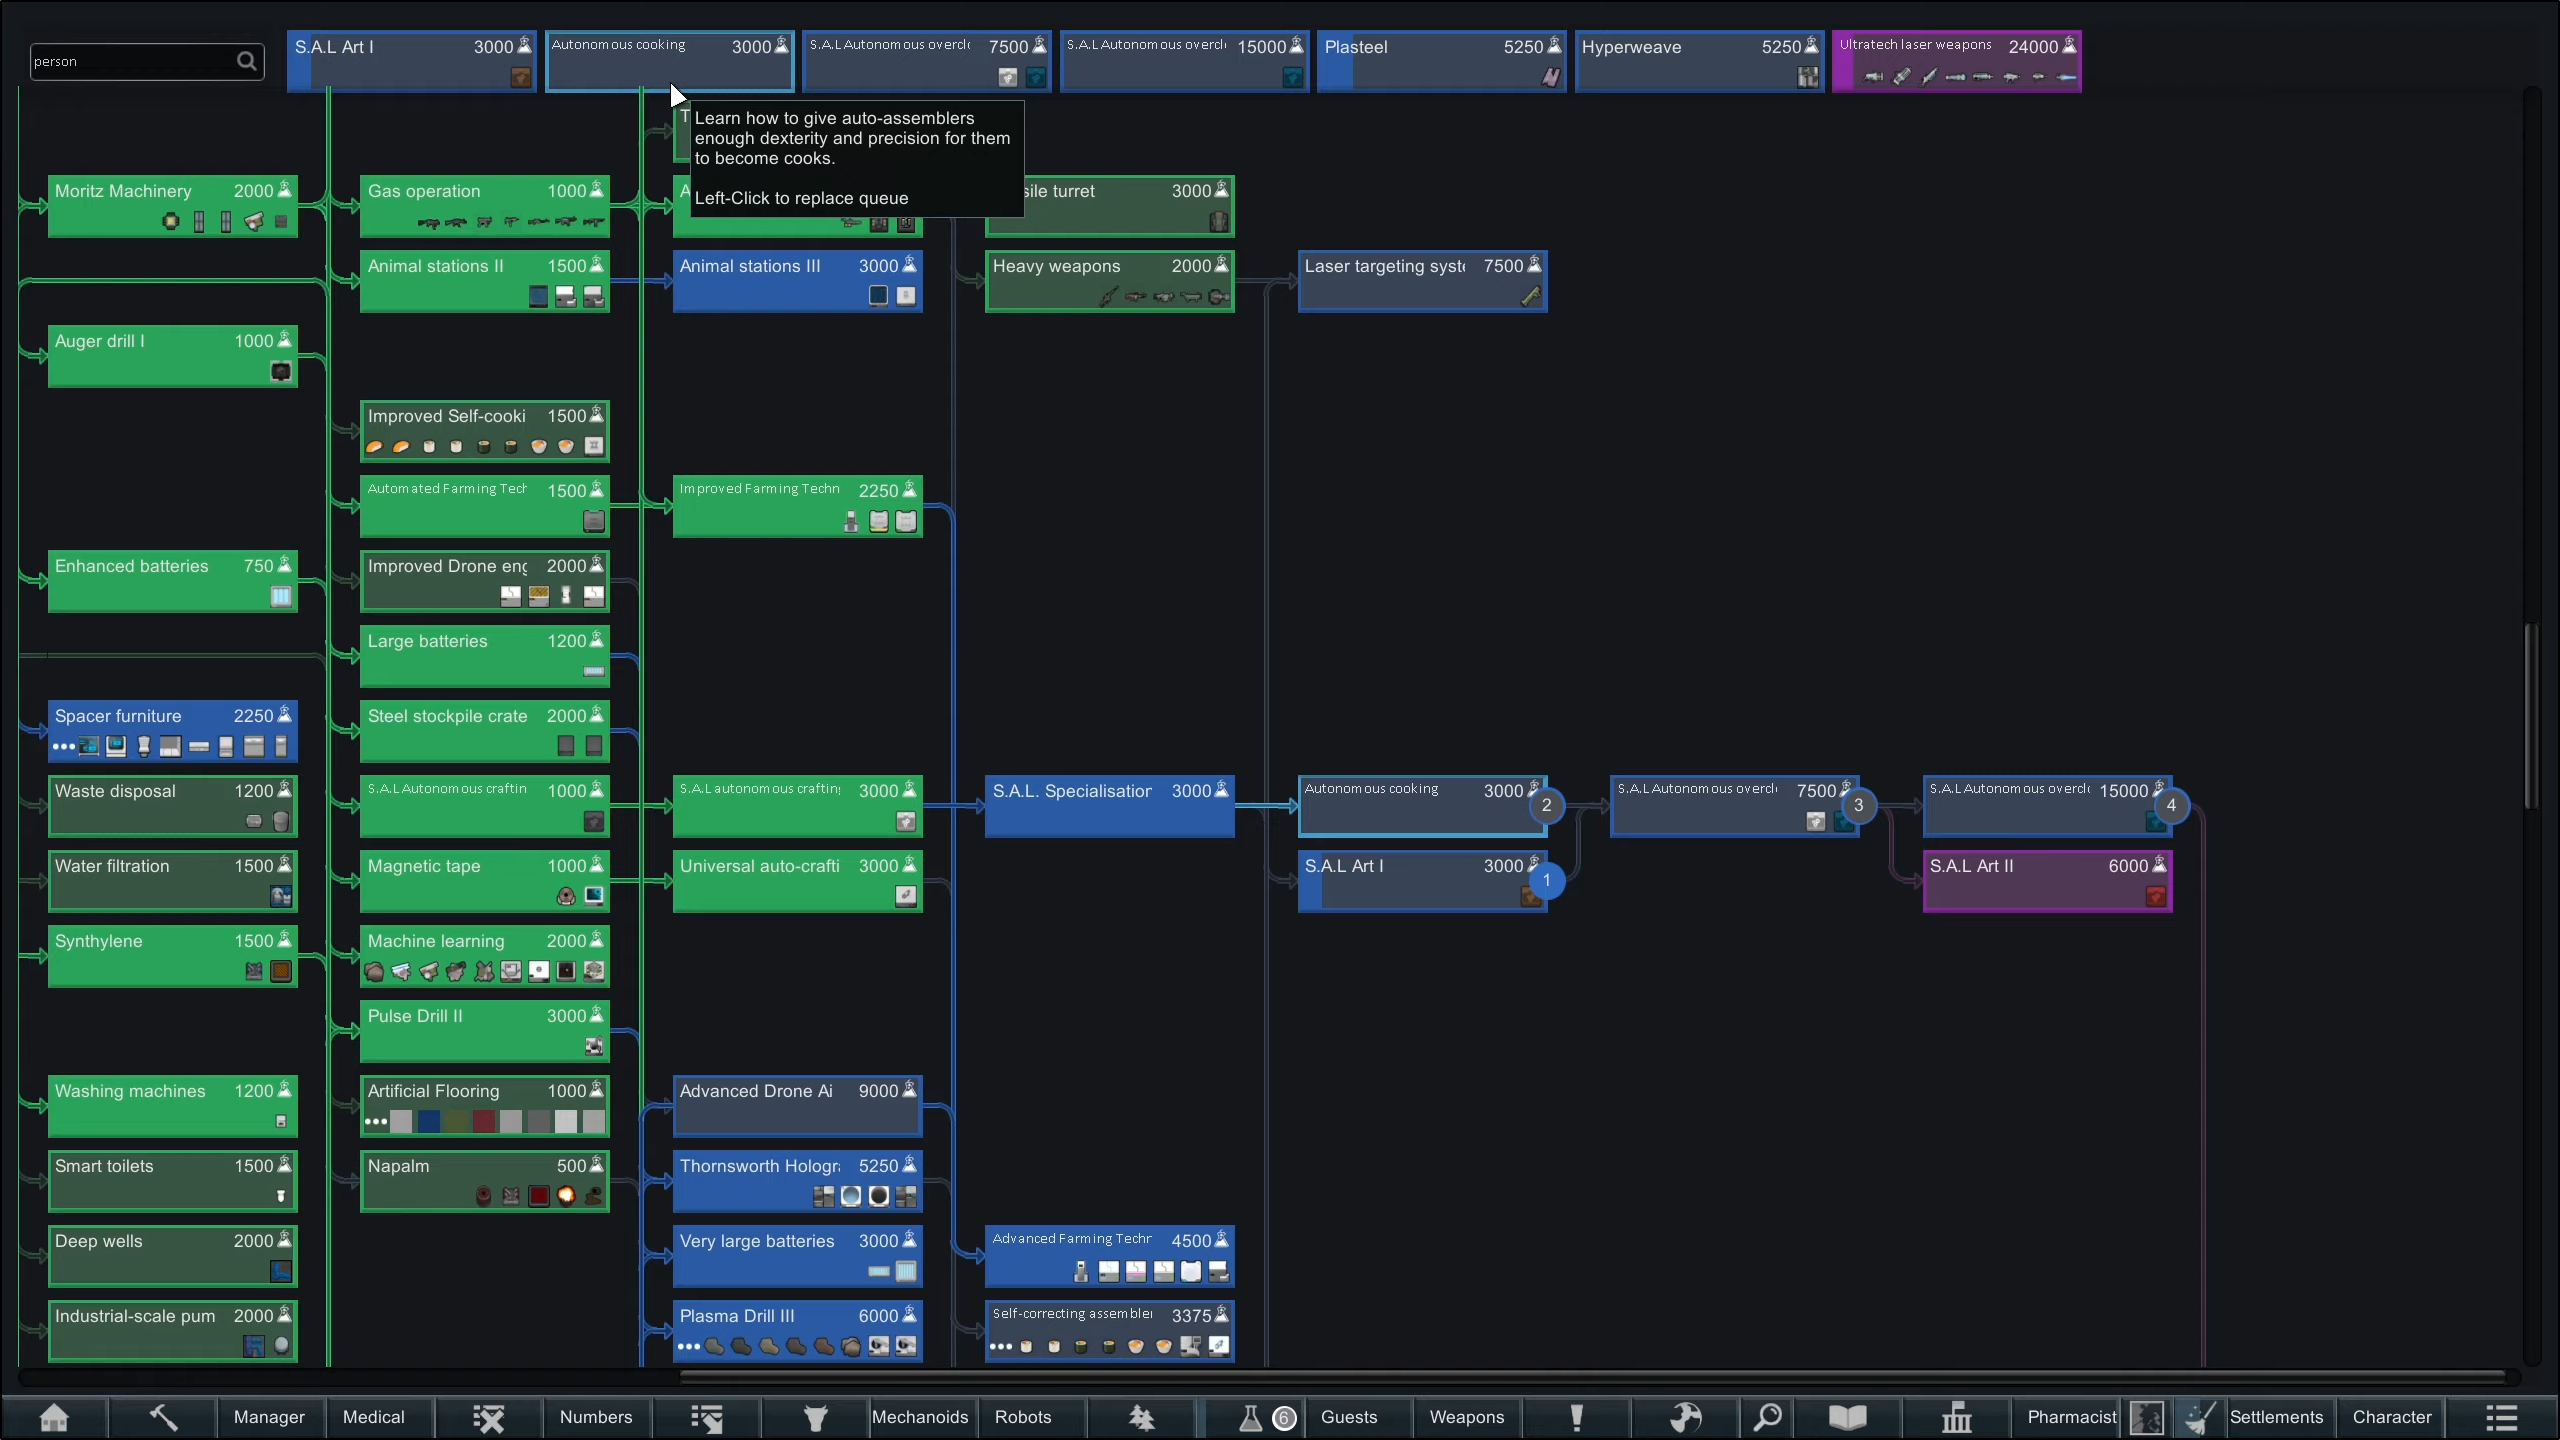 person
S.A.L Art I 3000
Autonomous cooking 3000
S.A.L Autonomous overcl 7500
S.A.L Autonomous overcl 15000
Plasteel 5250
Hyperweave 5250
Ultratech laser weapons 24000
Learn how to give auto-assemblers
enough dexterity and precision for them
to become cooks.
Left-Click to replace queue
T
Moritz Machinery 2000
Gas operation 1000
A
sile turret 3000
Animal stations II 1500
Animal stations III 3000
Heavy weapons 2000
Laser targeting syst 7500
Auger drill I 1000
Improved Self-cooki 1500
Automated Farming Tech 1500
Improved Farming Techn 2250
Enhanced batteries 750
Improved Drone eng 2000
Large batteries 1200
Spacer furniture 2250
Steel stockpile crate 2000
Waste disposal 1200
S.A.L Autonomous craftin 1000
S.A.L autonomous crafting 3000
S.A.L. Specialisation 3000
Autonomous cooking 3000 2
S.A.L Autonomous overcl 7500 3
S.A.L Autonomous overcl 15000 4
Water filtration 1500
Magnetic tape 1000
Universal auto-crafti 3000
S.A.L Art I 3000 1
S.A.L Art II 6000
Synthylene 1500
Machine learning 2000
Pulse Drill II 3000
Washing machines 1200
Artificial Flooring 1000
Advanced Drone Ai 9000
Smart toilets 1500
Napalm 500
Thornsworth Hologr 5250
Deep wells 2000
Very large batteries 3000
Advanced Farming Techn 4500
Industrial-scale pum 2000
Plasma Drill III 6000
Self-correcting assembler 3375
Manager Medical Numbers Mechanoids Robots 6 Guests Weapons Pharmacist Settlements Character